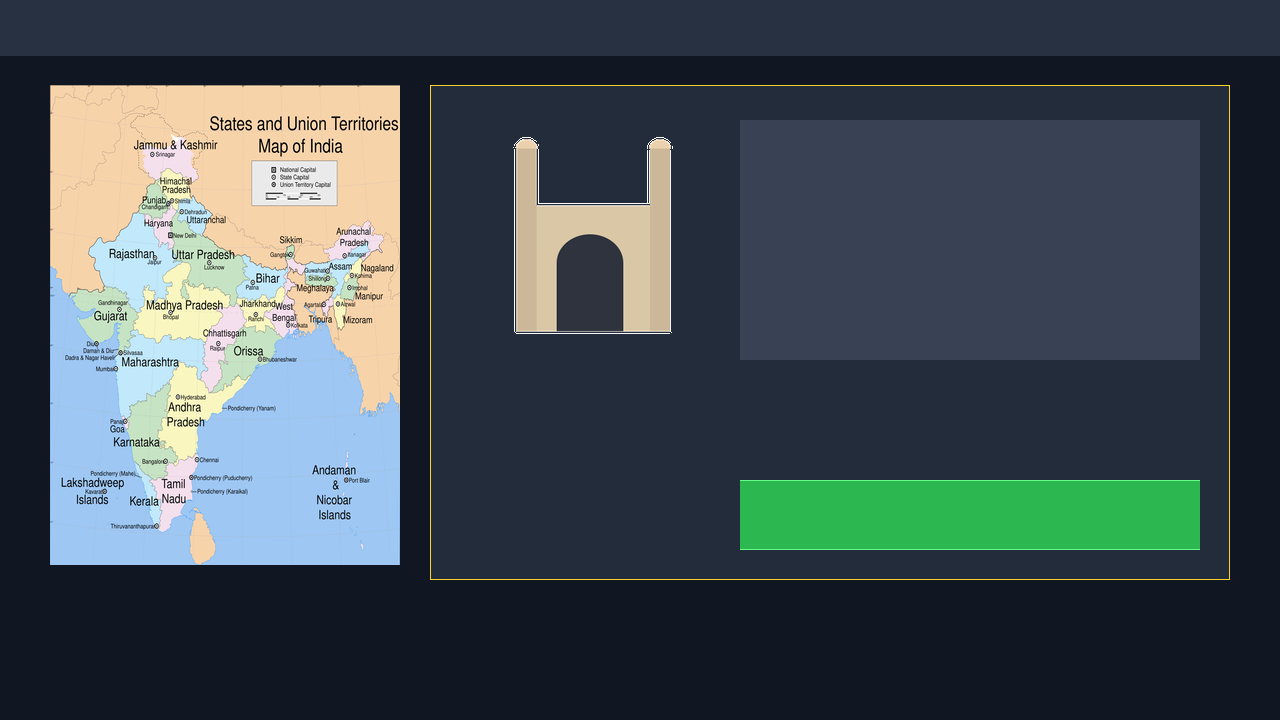 States and Union Territories
Map of India
National Capital
State Capital
Union Territory Capital
Jammu & Kashmir
Srinagar
Himachal
Pradesh
Punjab
Shimla
Chandigarh
Dehradun
Uttaranchal
Haryana
New Delhi
Arunachal
Pradesh
Sikkim
Rajasthan
Jaipur
Uttar Pradesh
Lucknow
Gangtok
Itanagar
Assam
Nagaland
Guwahati
Kohima
Shillong
Meghalaya
Bihar
Patna
Imphal
Manipur
Gandhinagar
Gujarat
Madhya Pradesh
Bhopal
Jharkhand
Ranchi
West
Bengal
Kolkata
Agartala
Tripura
Aizwal
Mizoram
Chhattisgarh
Raipur
Orissa
Bhubaneshwar
Diu
Daman & Diu
Silvasaa
Dadra & Nagar Haveli
Maharashtra
Mumbai
Hyderabad
Andhra
Pradesh
Pondicherry (Yanam)
Panaji
Goa
Karnataka
Bangalore
Chennai
Pondicherry (Mahe)
Pondicherry (Puducherry)
Pondicherry (Karaikal)
Lakshadweep
Islands
Kavarati
Kerala
Tamil
Nadu
Thiruvananthapuram
Andaman
&
Nicobar
Islands
Port Blair